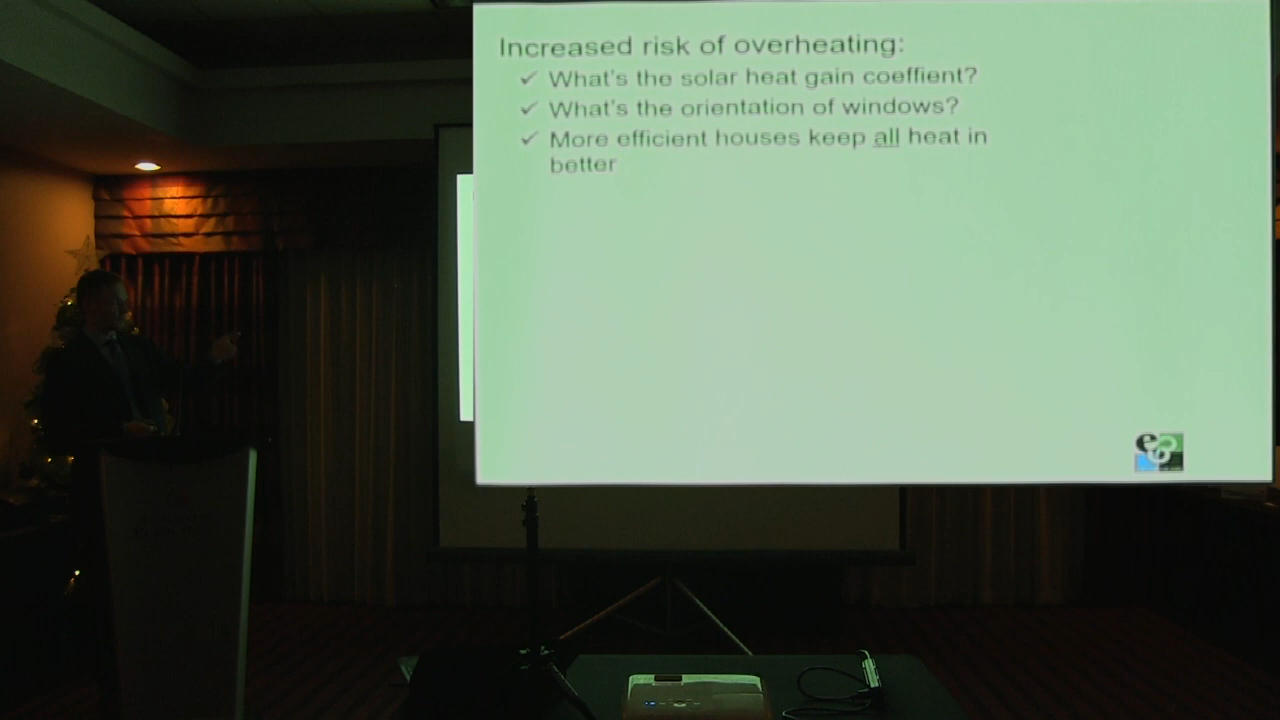 Increased risk of overheating:
✓ What's the solar heat gain coeffient?
✓ What's the orientation of windows?
✓ More efficient houses keep all heat in
better